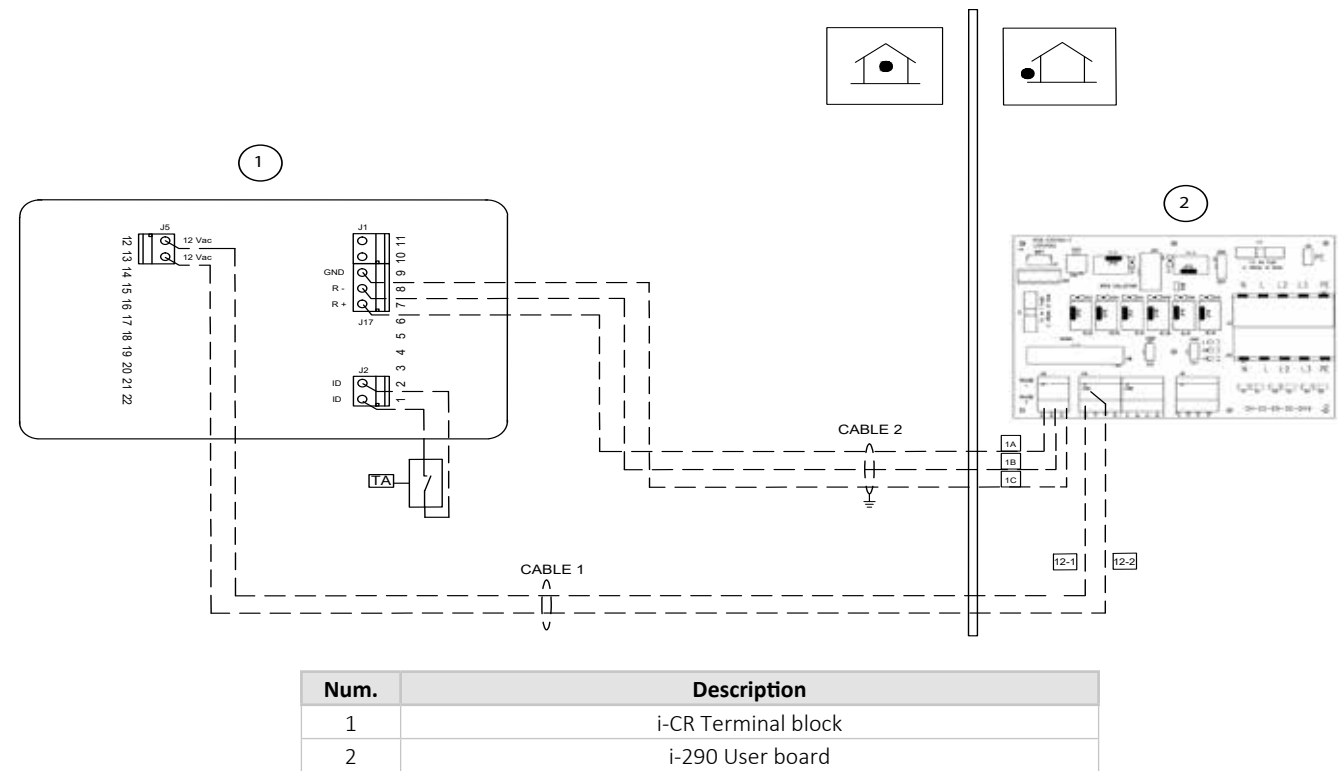 1
2
J5
12 Vac
12 Vac
12 13 14 15 16 17 18 19 20 21 22
J1
GND
R -
R +
J17
J2
ID
ID
11
10
9
8
7
6
5
4
3
2
1
TA
CABLE 2
1A
1B
1C
12-1
12-2
CABLE 1
N L L2 L3 PE
N L L2 L3 PE
Num. Description
1 i-CR Terminal block
2 i-290 User board